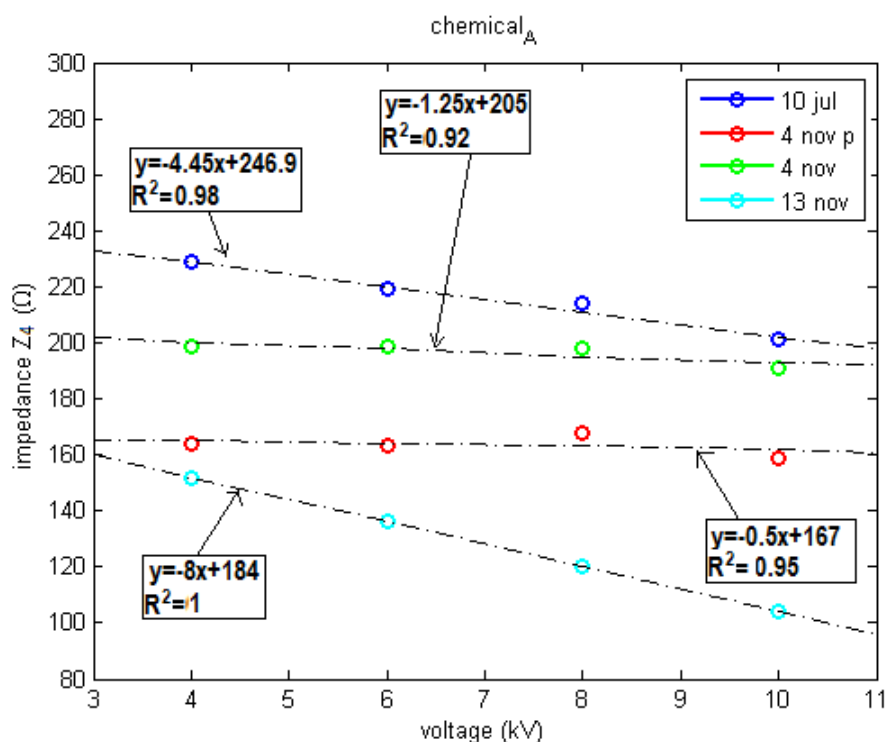 chemical_A
300
280
260
240
220
200
180
160
140
120
100
80
impedance Z_4 (Ω)
y=-1.25x+205
R²=0.92
y=-4.45x+246.9
R²=0.98
10 jul
4 nov p
4 nov
13 nov
y=-8x+184
R²=1
y=-0.5x+167
R²= 0.95
3 4 5 6 7 8 9 10 11
voltage (kV)